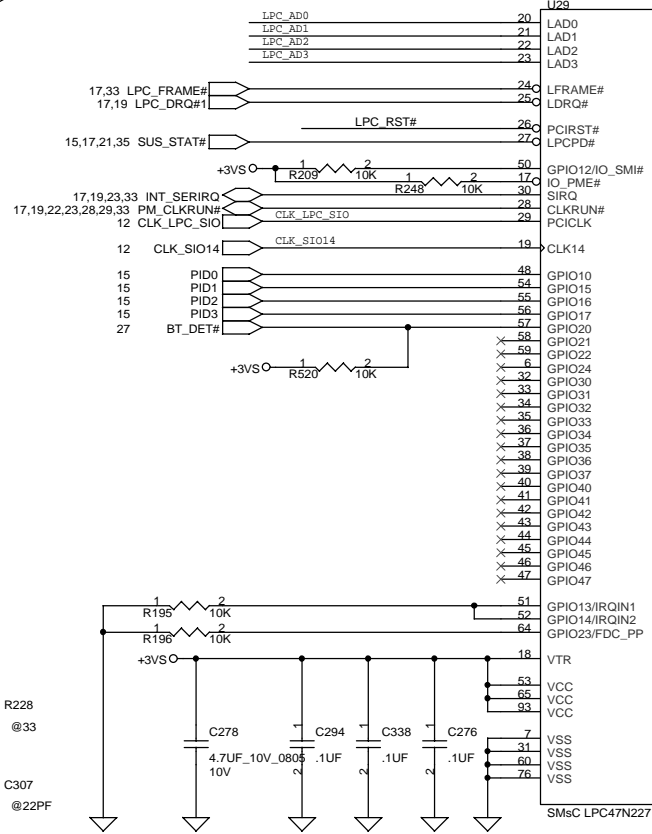 U29
LPC_AD0 20 LAD0
LPC_AD1 21 LAD1
LPC_AD2 22 LAD2
LPC_AD3 23 LAD3
17,33 LPC_FRAME# 24 LFRAME#
17,19 LPC_DRQ#1 25 LDRQ#
LPC_RST# 26 PCIRST#
15,17,21,35 SUS_STAT# 27 LPCPD#
+3VS 1 2 50 GPIO12/IO_SMI#
R209 10K 1 2 17 IO_PME#
R248 10K
17,19,23,33 INT_SERIRQ 30 SIRQ
17,19,22,23,28,29,33 PM_CLKRUN# 28 CLKRUN#
12 CLK_LPC_SIO CLK_LPC_SIO 29 PCICLK
12 CLK_SIO14 CLK_SIO14 19 CLK14
15 PID0 48 GPIO10
15 PID1 54 GPIO15
15 PID2 55 GPIO16
15 PID3 56 GPIO17
27 BT_DET# 57 GPIO20
58 GPIO21
59 GPIO22
+3VS 1 2 6 GPIO24
R520 10K 32 GPIO30
33 GPIO31
34 GPIO32
35 GPIO33
36 GPIO34
37 GPIO35
38 GPIO36
39 GPIO37
40 GPIO40
41 GPIO41
42 GPIO42
43 GPIO43
44 GPIO44
45 GPIO45
46 GPIO46
47 GPIO47
1 2 51 GPIO13/IRQIN1
R195 10K 52 GPIO14/IRQIN2
1 2 64 GPIO23/FDC_PP
R196 10K
+3VS 18 VTR
53 VCC
65 VCC
93 VCC
R228
@33
C278 1 C294 1 C338 1 C276 7 VSS
4.7UF_10V_0805 .1UF .1UF .1UF 31 VSS
10V 2 2 2 60 VSS
76 VSS
C307
@22PF
SMsC LPC47N227